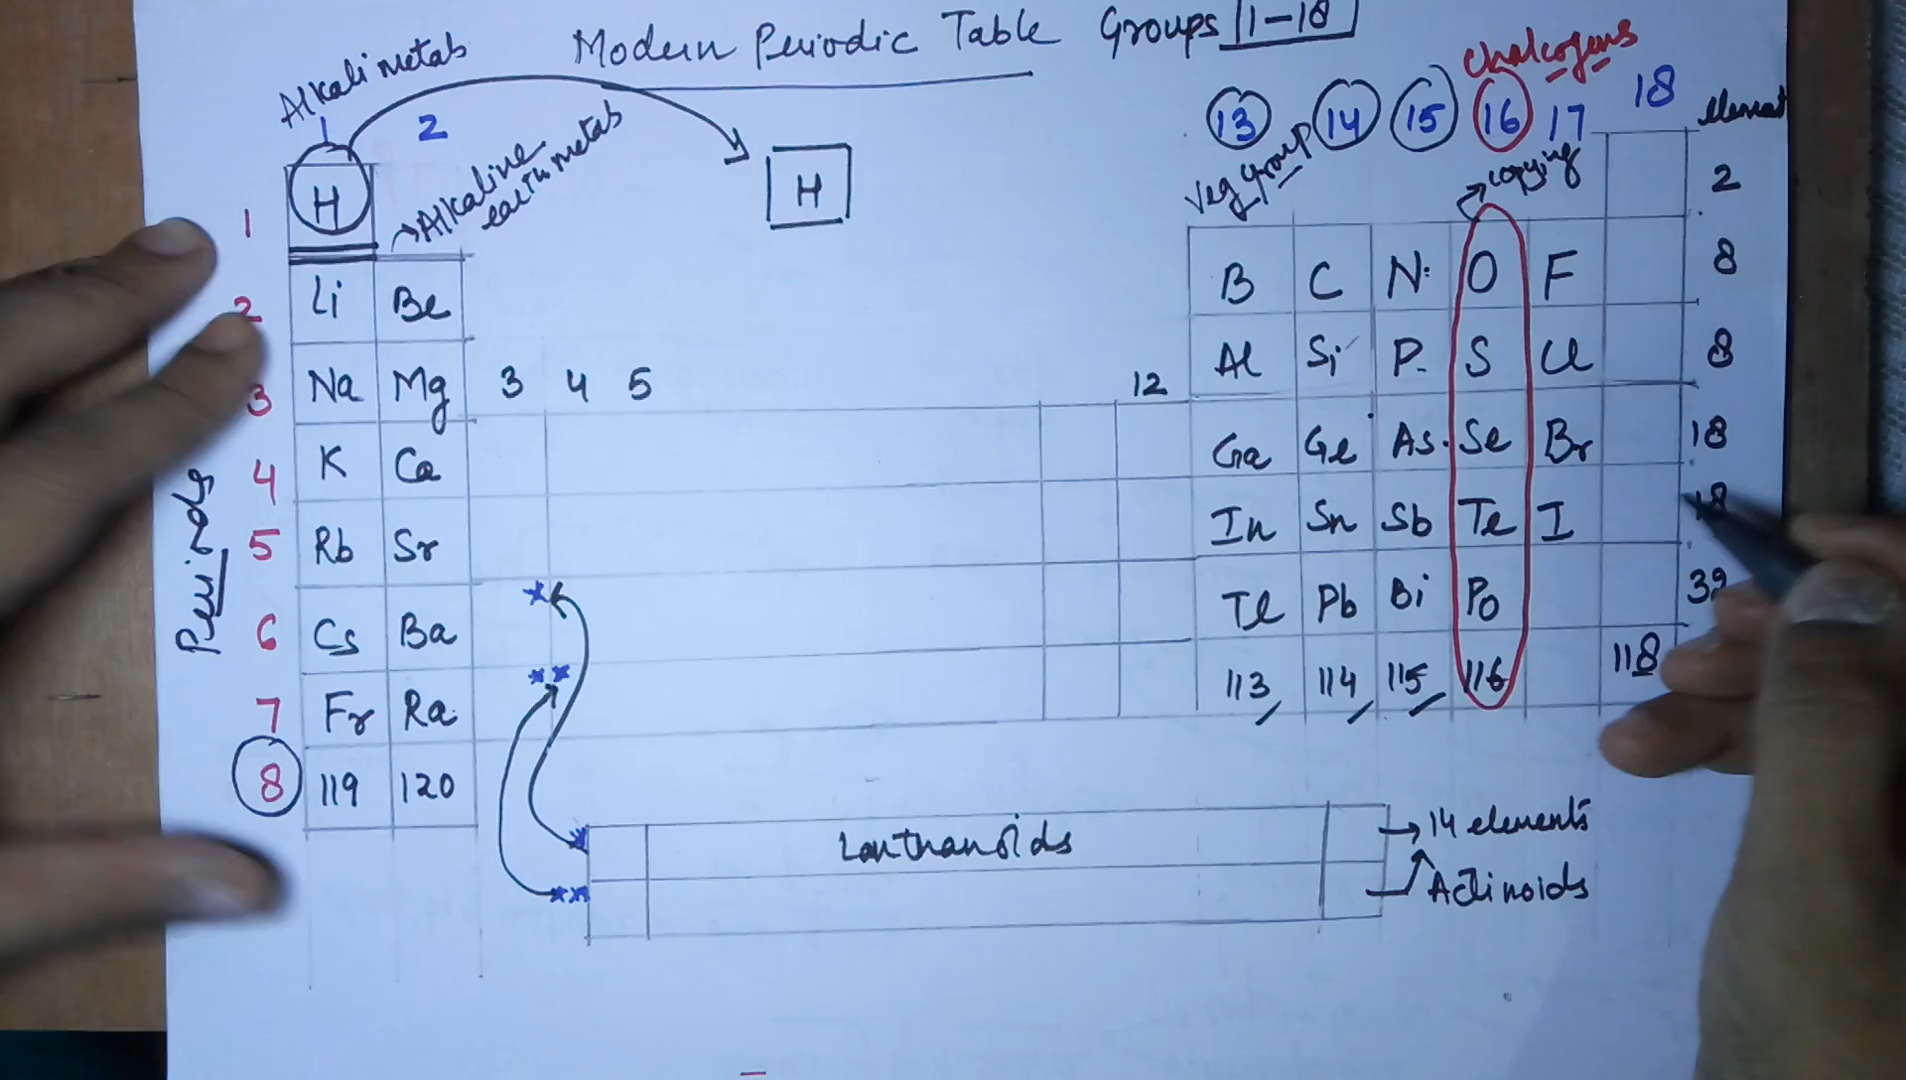 Modern Periodic Table Groups 1-18
Alkali metals
1 2
Alkaline earth metals
H
13 14 15 16 17 18
Chalcogens
element
Veg group
copying
1 H 2
2 Li Be B C N O F 8
3 Na Mg 3 4 5 12 Al Si P S Cl 8
4 K Ca Ga Ge As Se Br 18
5 Rb Sr In Sn Sb Te I 18
6 Cs Ba * Tl Pb Bi Po 32
7 Fr Ra ** 113 114 115 116 118
8 119 120
Periods
* Lanthanoids → 14 elements
** Actinoids